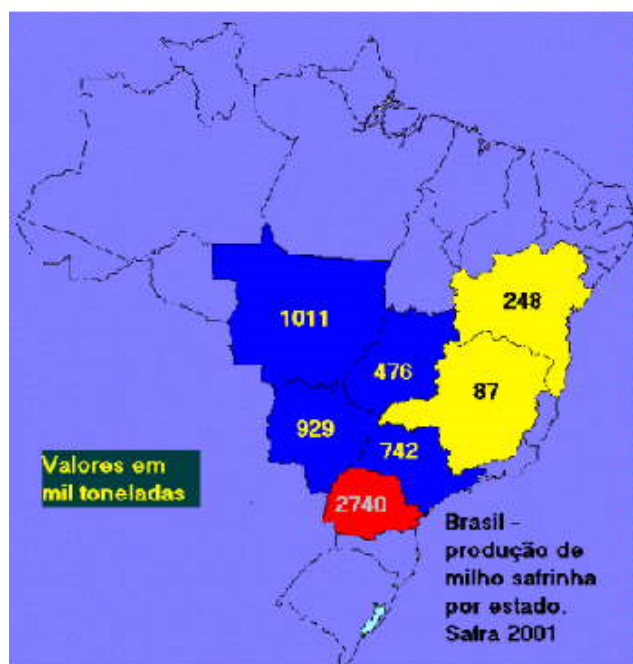 248
1011
476
87
929
742
Valores em
mil toneladas
2740
Brasil -
produção de
milho safrinha
por estado.
Safra 2001